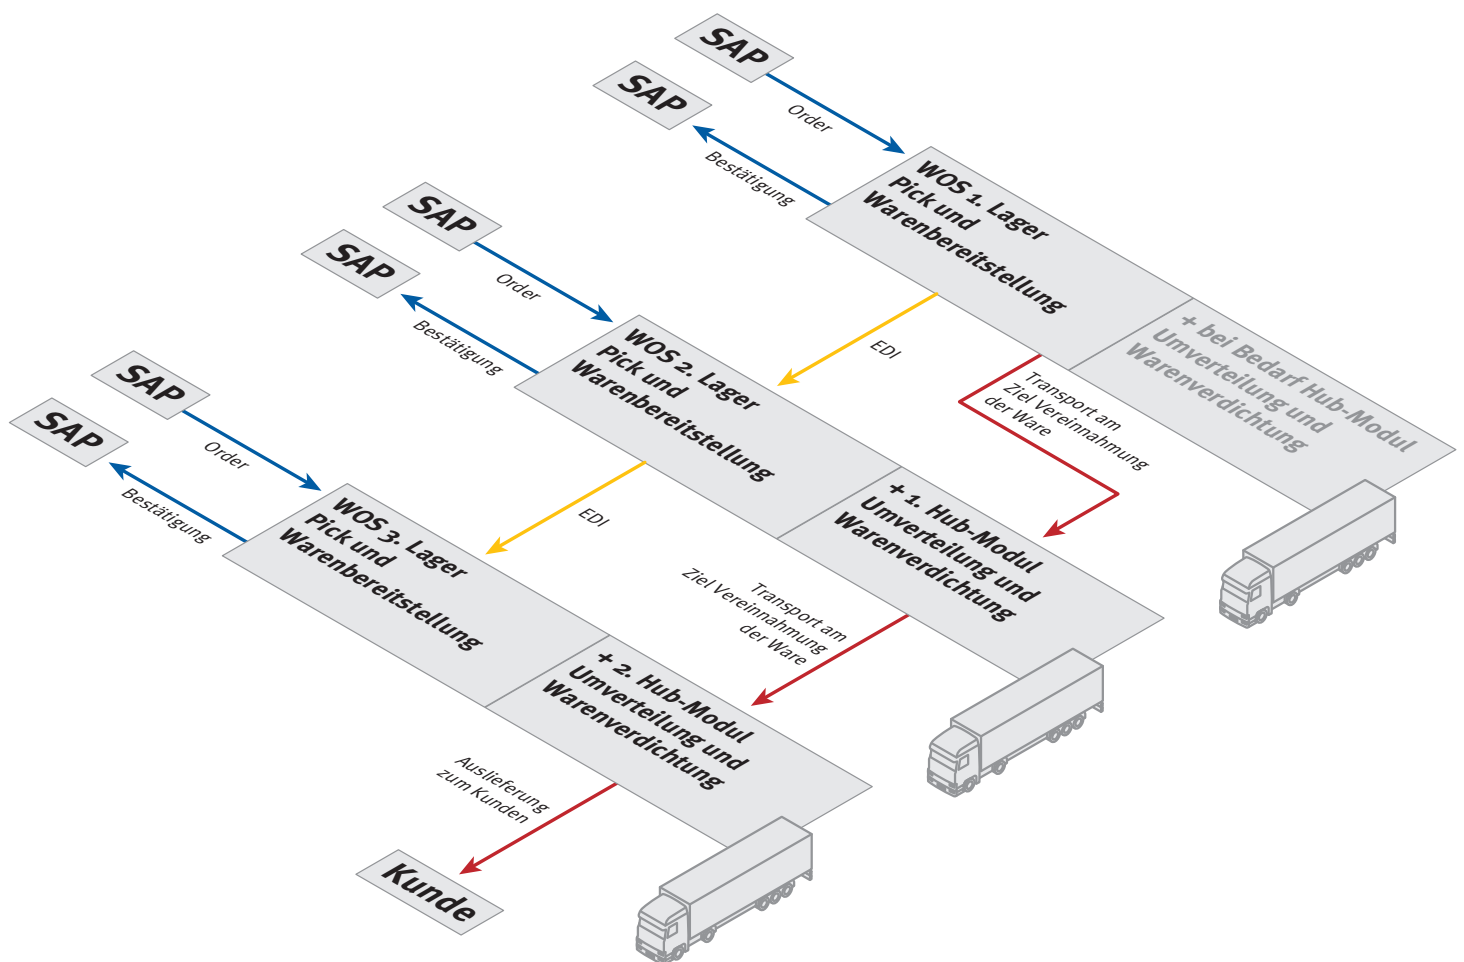 SAP
SAP
Order
Bestätigung
WOS 1. Lager
Pick und
Warenbereitstellung
+ bei Bedarf Hub-Modul
Umverteilung und
Warenverdichtung
EDI
Transport am
Ziel Vereinnahmung
der Ware
SAP
SAP
Order
Bestätigung
WOS 2. Lager
Pick und
Warenbereitstellung
+ 1. Hub-Modul
Umverteilung und
Warenverdichtung
EDI
Transport am
Ziel Vereinnahmung
der Ware
SAP
SAP
Order
Bestätigung
WOS 3. Lager
Pick und
Warenbereitstellung
+ 2. Hub-Modul
Umverteilung und
Warenverdichtung
Auslieferung
zum Kunden
Kunde